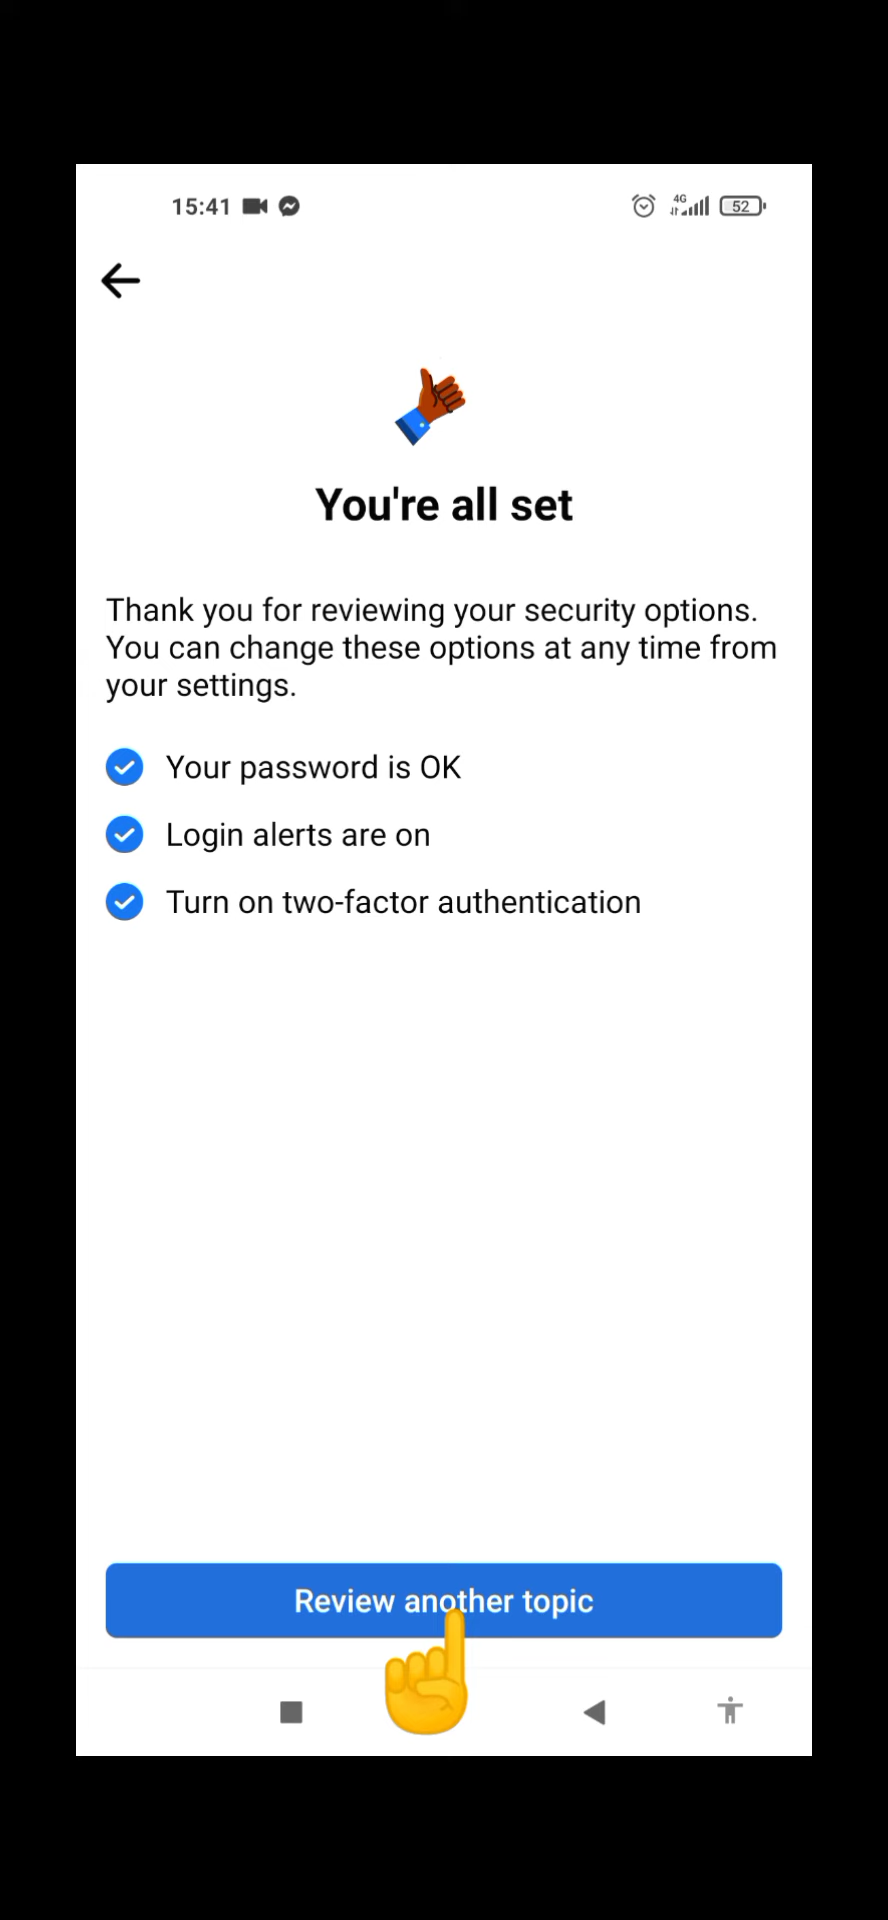 15:41
4G
52
You're all set
Thank you for reviewing your security options.
You can change these options at any time from
your settings.
Your password is OK
Login alerts are on
Turn on two-factor authentication
Review another topic